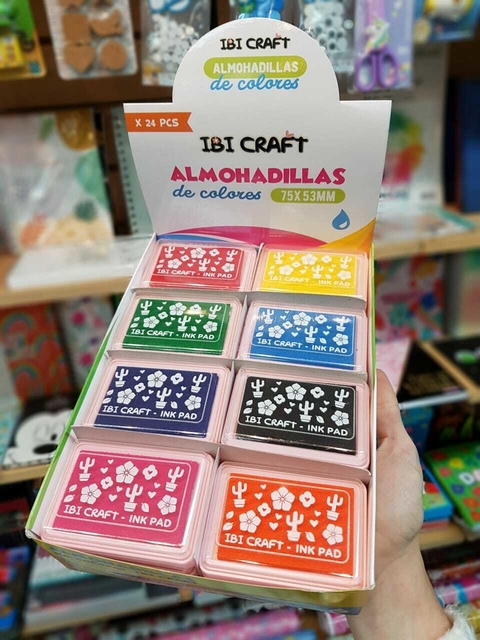 IBI CRAFT
ALMOHADILLAS
de colores
X 24 PCS
IBI CRAFT
ALMOHADILLAS
de colores 75X53MM
IBI CRAFT - INK PAD
IBI CRAFT - INK PAD
IBI CRAFT - INK PAD
IBI CRAFT - INK PAD
IBI CRAFT - INK PAD
IBI CRAFT - INK PAD
IBI CRAFT - INK PAD
IBI CRAFT - INK PAD